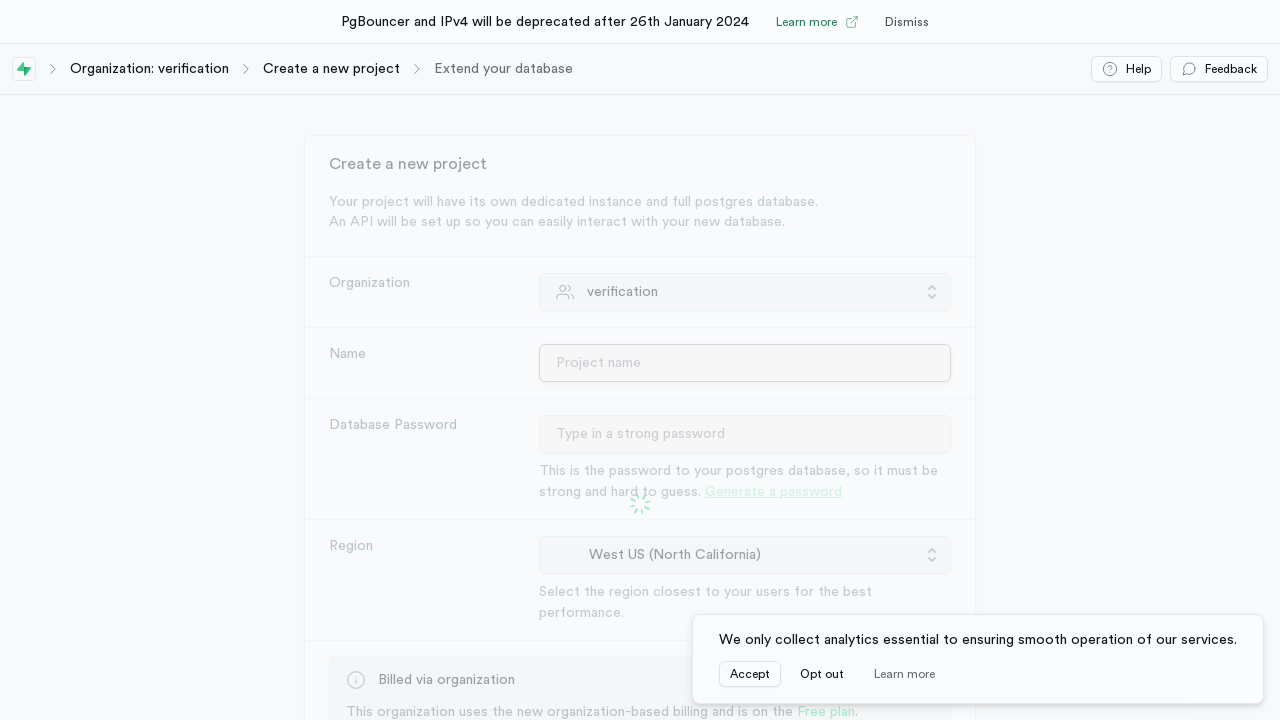 PgBouncer and IPv4 will be deprecated after 26th January 2024 Learn more Dismiss
Organization: verification Create a new project Extend your database Help Feedback
Create a new project
Your project will have its own dedicated instance and full postgres database.
An API will be set up so you can easily interact with your new database.
Organization verification
Name Project name
Database Password Type in a strong password
This is the password to your postgres database, so it must be
strong and hard to guess. Generate a password
Region West US (North California)
Select the region closest to your users for the best
performance.
We only collect analytics essential to ensuring smooth operation of our services.
Accept Opt out Learn more
Billed via organization
This organization uses the new organization-based billing and is on the Free plan.